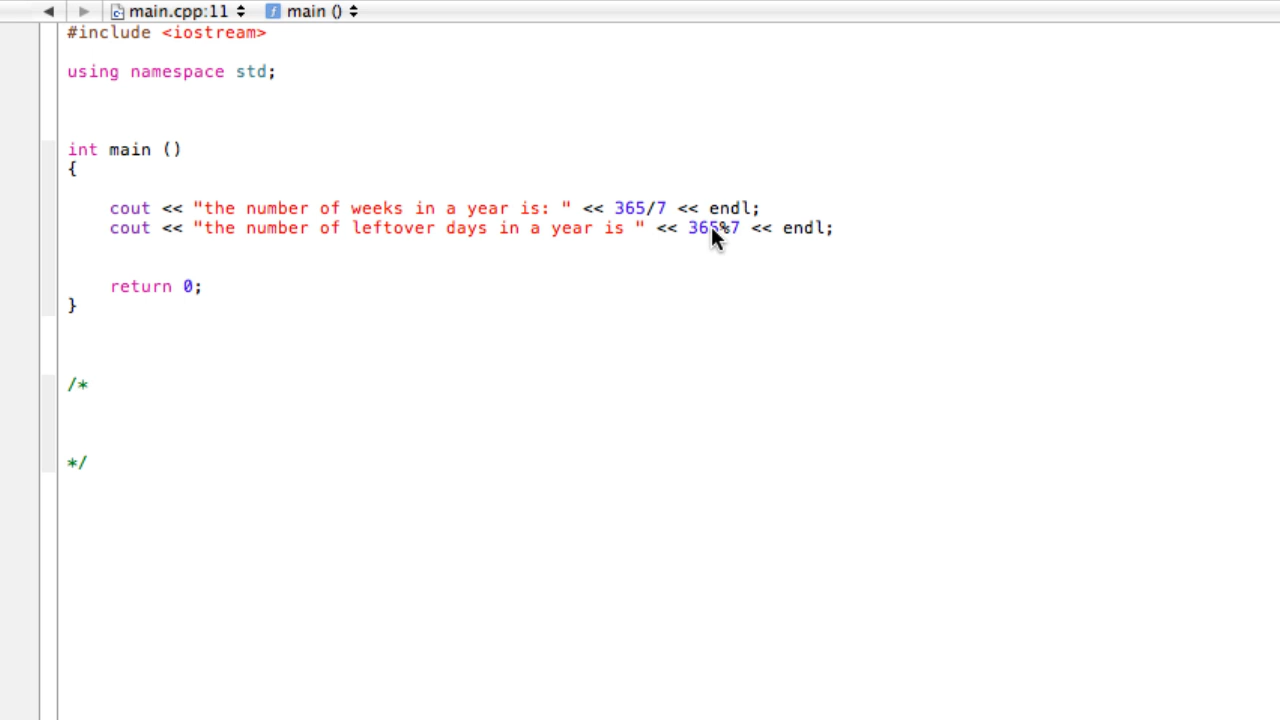 main.cpp:11 main ()
#include <iostream>
using namespace std;
int main ()
{
cout << "the number of weeks in a year is: " << 365/7 << endl;
cout << "the number of leftover days in a year is " << 365%7 << endl;
return 0;
}
/*
*/